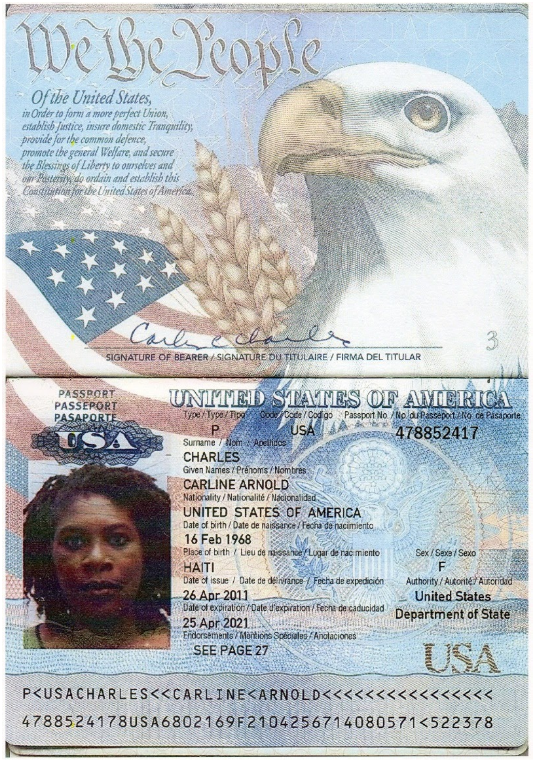 We the People
Of the United States,
in Order to form a more perfect Union,
establish Justice, insure domestic Tranquility,
provide for the common defence,
promote the general Welfare, and secure
the Blessings of Liberty to ourselves and
our Posterity, do ordain and establish this
Constitution for the United States of America.
Carline Charles
SIGNATURE OF BEARER / SIGNATURE DU TITULAIRE / FIRMA DEL TITULAR
3
PASSPORT
PASSEPORT
PASAPORTE
USA
UNITED STATES OF AMERICA
Type / Type / Tipo Code / Code / Codigo Passport No. / No. du Passeport / No. de Pasaporte
P USA 478852417
Surname / Nom / Apellidos
CHARLES
Given Names / Prénoms / Nombres
CARLINE ARNOLD
Nationality / Nationalité / Nacionalidad
UNITED STATES OF AMERICA
Date of birth / Date de naissance / Fecha de nacimiento
16 Feb 1968
Place of birth / Lieu de naissance / Lugar de nacimiento Sex / Sexe / Sexo
HAITI F
Date of issue / Date de délivrance / Fecha de expedición Authority / Autorité / Autoridad
26 Apr 2011 United States
Date of expiration / Date d'expiration / Fecha de caducidad Department of State
25 Apr 2021
Endorsements / Mentions Spéciales / Anotaciones
SEE PAGE 27
USA
P<USACHARLES<<CARLINE<ARNOLD<<<<<<<<<<<<<<<<
4788524178USA6802169F2104256714080571<522378